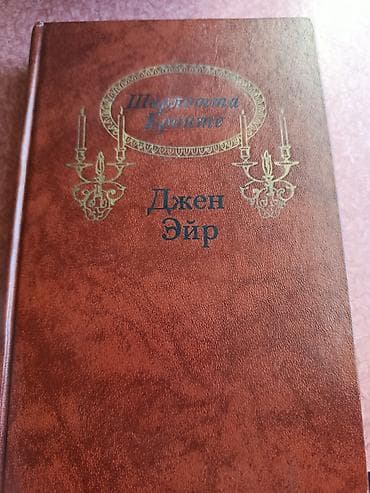 Шарлотта
Бронте
Джен
Эйр